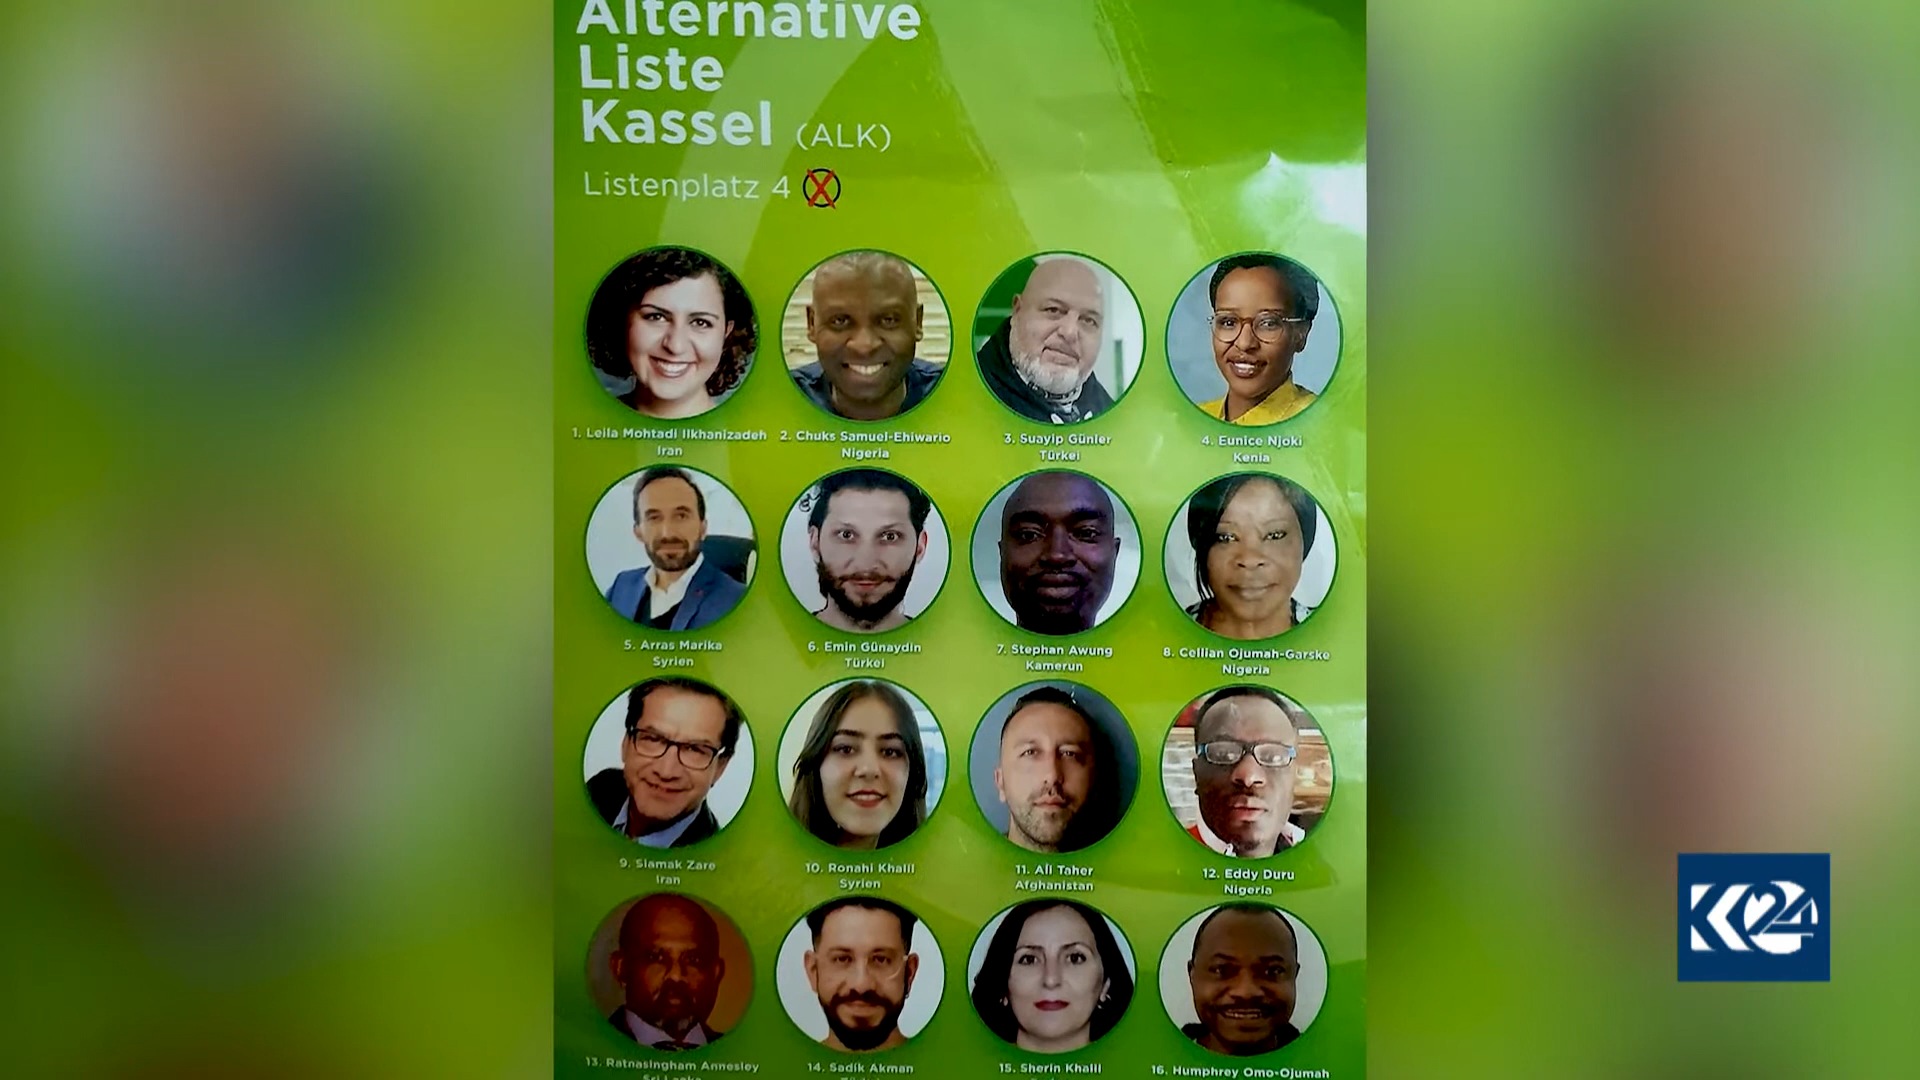 Alternative
Liste
Kassel (ALK)
Listenplatz 4
1. Leila Mohtadi Ilkhanizadeh
Iran
2. Chuks Samuel-Ehiwario
Nigeria
3. Suayip Günler
Türkei
4. Eunice Njoki
Kenia
5. Arras Marika
Syrien
6. Emin Günaydin
Türkei
7. Stephan Awung
Kamerun
8. Cellian Ojumah-Garske
Nigeria
9. Siamak Zare
Iran
10. Ronahi Khalil
Syrien
11. Ali Taher
Afghanistan
12. Eddy Duru
Nigeria
13. Ratnasingham Annesley
Sri Lanka
14. Sadik Akman
15. Sherin Khalil
16. Humphrey Omo-Ojumah
K24